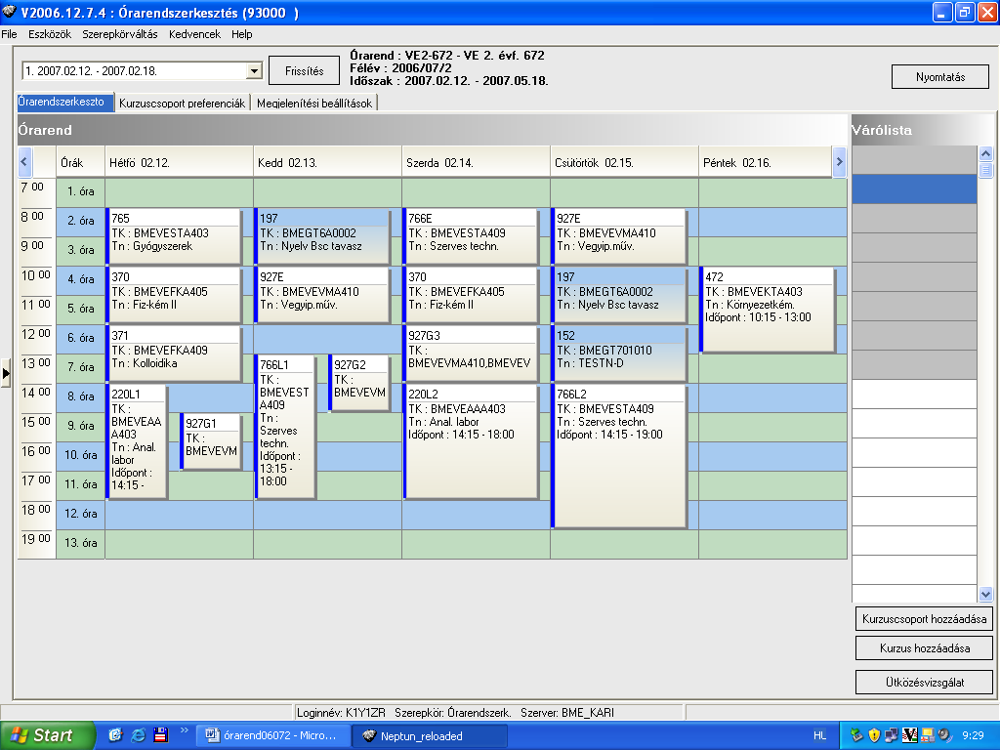 V2006.12.7.4 : Órarendszerkesztés (93000 )
File Eszközök Szerepkörváltás Kedvencek Help
1. 2007.02.12. - 2007.02.18.
Frissítés
Órarend : VE2-672 - VE 2. évf. 672
Félév : 2006/07/2
Időszak : 2007.02.12. - 2007.05.18.
Nyomtatás
Órarendszerkeszto Kurzuscsoport preferenciák Megjelenítési beállítások
Órarend
Várólista
Órák Hétfö 02.12. Kedd 02.13. Szerda 02.14. Csütörtök 02.15. Péntek 02.16.
7 00
8 00
9 00
10 00
11 00
12 00
13 00
14 00
15 00
16 00
17 00
18 00
19 00
1. óra
2. óra
3. óra
4. óra
5. óra
6. óra
7. óra
8. óra
9. óra
10. óra
11. óra
12. óra
13. óra
765
TK : BMEVESTA403
Tn : Gyógyszerek
370
TK : BMEVEFKA405
Tn : Fiz-kém II
371
TK : BMEVEFKA409
Tn : Kolloidika
220L1
TK :
BMEVEAA
A403
Tn : Anal.
labor
Időpont :
14:15 -
927G1
TK :
BMEVEVM
197
TK : BMEGT6A0002
Tn : Nyelv Bsc tavasz
927E
TK : BMEVEVMA410
Tn : Vegyip.műv.
766L1
TK :
BMEVEST
A409
Tn :
Szerves
techn.
Időpont :
13:15 -
18:00
927G2
TK :
BMEVEVM
766E
TK : BMEVESTA409
Tn : Szerves techn.
370
TK : BMEVEFKA405
Tn : Fiz-kém II
927G3
TK :
BMEVEVMA410,BMEVEV
220L2
TK : BMEVEAAA403
Tn : Anal. labor
Időpont : 14:15 - 18:00
927E
TK : BMEVEVMA410
Tn : Vegyip.műv.
197
TK : BMEGT6A0002
Tn : Nyelv Bsc tavasz
152
TK : BMEGT701010
Tn : TESTN-D
766L2
TK : BMEVESTA409
Tn : Szerves techn.
Időpont : 14:15 - 19:00
472
TK : BMEVEKTA403
Tn : Környezetkém.
Időpont : 10:15 - 13:00
Kurzuscsoport hozzáadása
Kurzus hozzáadása
Ütközésvizsgálat
Loginnév: K1Y1ZR Szerepkör: Órarendszerk. Szerver: BME_KARI
Start
órarend06072 - Micro...
Neptun_reloaded
HL
9:29